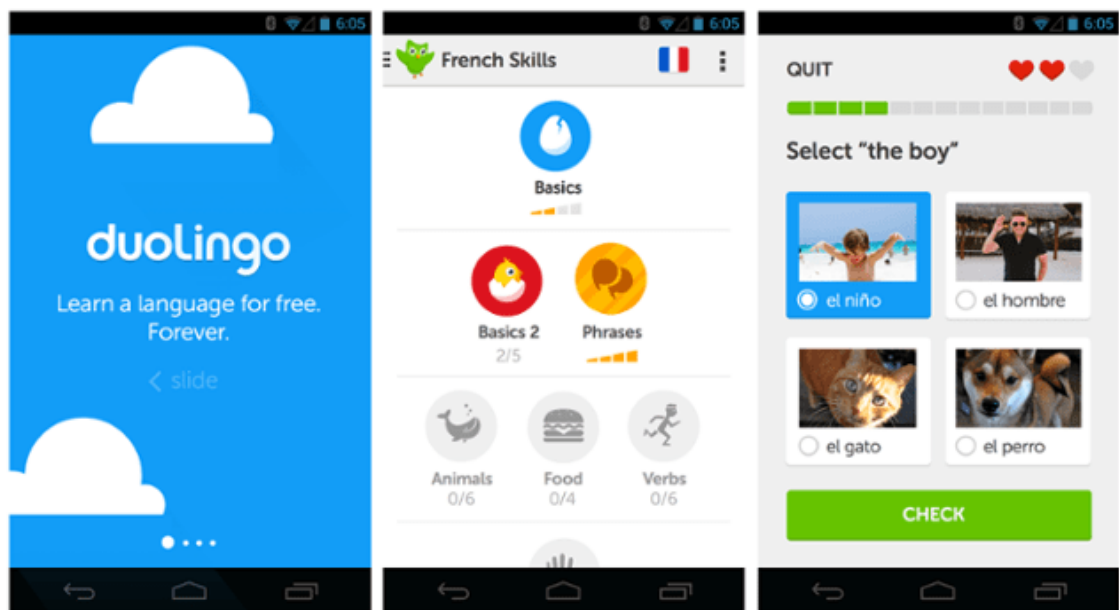 6:05
duolingo
Learn a language for free.
Forever.
< slide
6:05
French Skills
Basics
Basics 2
Phrases
2/5
Animals
Food
Verbs
0/6
0/4
0/6
6:05
QUIT
Select “the boy”
el niño
el hombre
el gato
el perro
CHECK